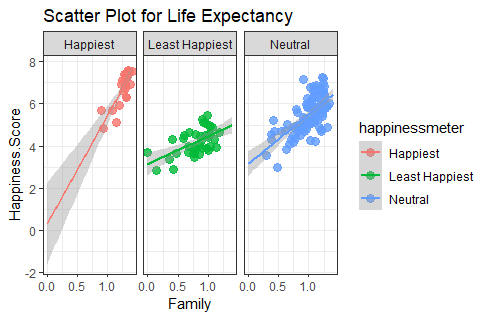 Scatter Plot for Life Expectancy
Happiest
Least Happiest
Neutral
Happiness.Score
8
6
4
2
0
-2
0.0 0.5 1.0
0.0 0.5 1.0
0.0 0.5 1.0
Family
happinessmeter
Happiest
Least Happiest
Neutral